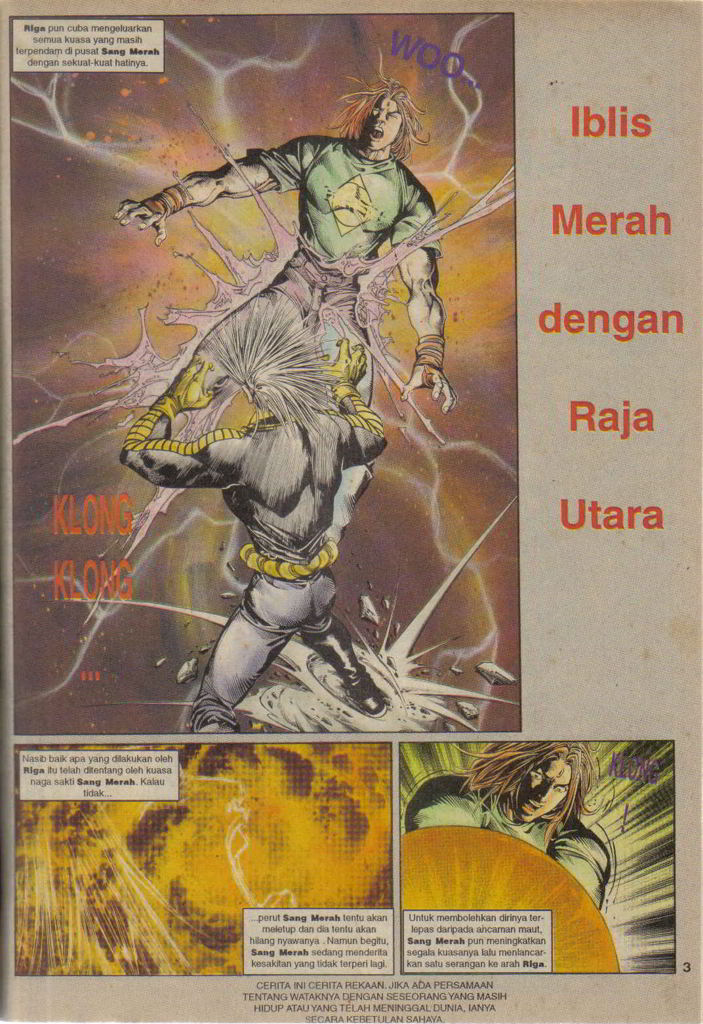 Riga pun cuba mengeluarkan
semua kuasa yang masih
terpendam di pusat Sang Merah
dengan sekuat-kuat hatinya.
WOO...
Iblis
Merah
dengan
Raja
Utara
KLONG
KLONG
...
Nasib baik apa yang dilakukan oleh
Riga itu telah ditentang oleh kuasa
naga sakti Sang Merah. Kalau
tidak...
...perut Sang Merah tentu akan
meletup dan dia tentu akan
hilang nyawanya . Namun begitu,
Sang Merah sedang menderita
kesakitan yang tidak terperi lagi.
KLONG
!
Untuk membolehkan dirinya ter-
lepas daripada ahcaman maut,
Sang Merah pun meningkatkan
segala kuasanya lalu menlancar-
kan satu serangan ke arah Riga.
3
CERITA INI CERITA REKAAN. JIKA ADA PERSAMAAN
TENTANG WATAKNYA DENGAN SESEORANG YANG MASIH
HIDUP ATAU YANG TELAH MENINGGAL DUNIA, IANYA
SECARA KEBETULAN SAHAYA.